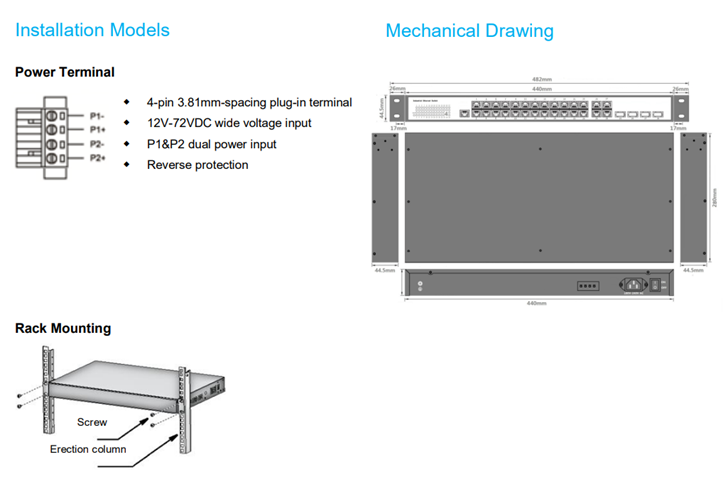 Installation Models
Power Terminal
P1-
P1+
P2-
P2+
4-pin 3.81mm-spacing plug-in terminal
12V-72VDC wide voltage input
P1&P2 dual power input
Reverse protection
Rack Mounting
Screw
Erection column
Mechanical Drawing
482mm
26mm
440mm
26mm
44.5mm
17mm
17mm
280mm
44.5mm
44.5mm
440mm